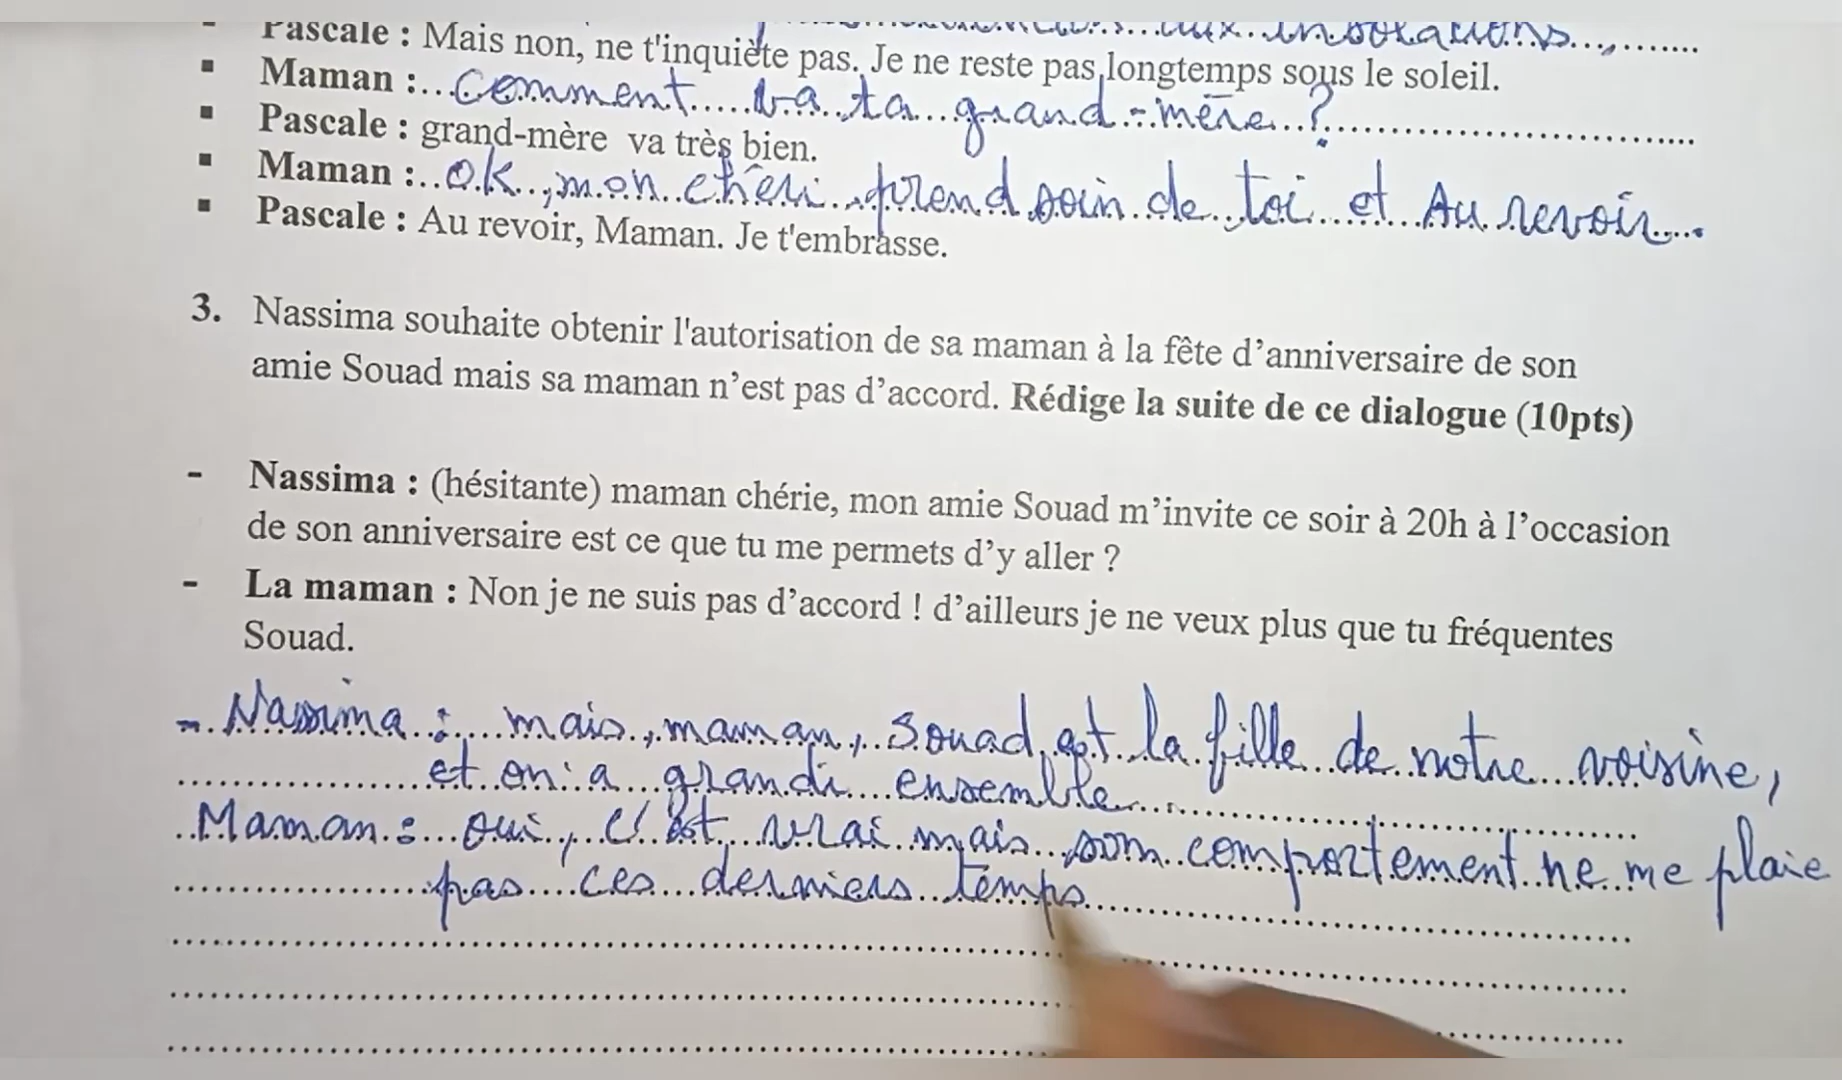 aux insolations
▪ Pascale : Mais non, ne t'inquiète pas. Je ne reste pas longtemps sous le soleil.
▪ Maman : Comment va ta grand-mère ?
▪ Pascale : grand-mère va très bien.
▪ Maman : OK, mon chéri prend soin de toi et Au revoir
▪ Pascale : Au revoir, Maman. Je t'embrasse.
3. Nassima souhaite obtenir l'autorisation de sa maman à la fête d’anniversaire de son
amie Souad mais sa maman n’est pas d’accord. Rédige la suite de ce dialogue (10pts)
- Nassima : (hésitante) maman chérie, mon amie Souad m’invite ce soir à 20h à l’occasion
de son anniversaire est ce que tu me permets d’y aller ?
- La maman : Non je ne suis pas d’accord ! d’ailleurs je ne veux plus que tu fréquentes
Souad.
- Nassima : mais, maman, Souad est la fille de notre voisine,
et on a grandi ensemble
Maman : oui, c'est vrai mais son comportement ne me plaie
pas ces derniers temps